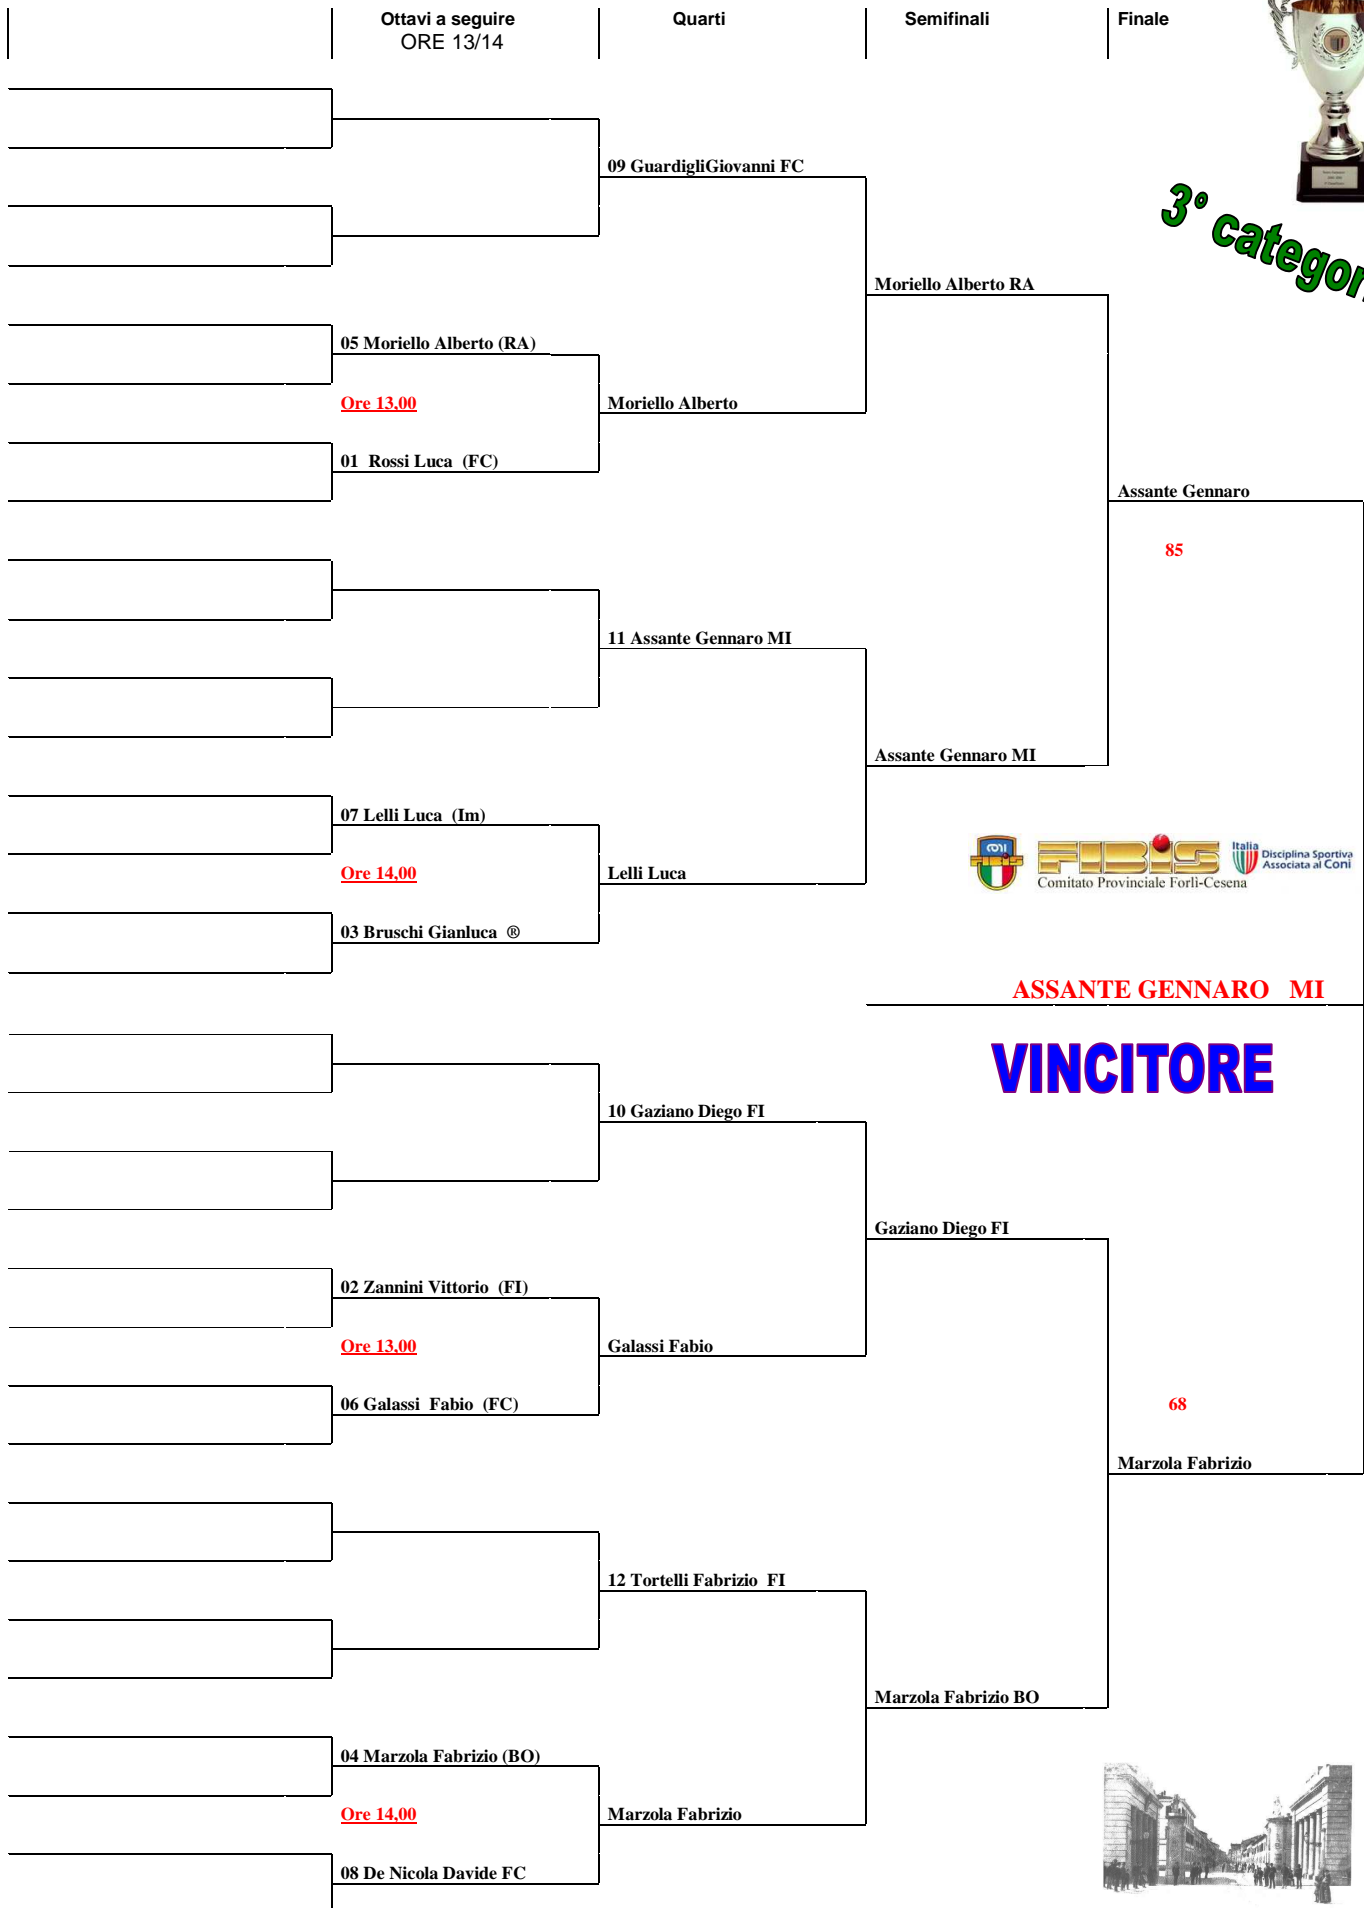 Ottavi a seguire
ORE 13/14
Quarti
Semifinali
Finale
09 GuardigliGiovanni FC
3° categor
Moriello Alberto RA
05 Moriello Alberto (RA)
Ore 13,00
Moriello Alberto
01 Rossi Luca (FC)
Assante Gennaro
85
11 Assante Gennaro MI
Assante Gennaro MI
07 Lelli Luca (Im)
Ore 14,00
Lelli Luca
CONI
FIBIS
FIBIS
Comitato Provinciale Forlì-Cesena
Italia
Disciplina Sportiva
Associata al Coni
03 Bruschi Gianluca ®
ASSANTE GENNARO MI
VINCITORE
10 Gaziano Diego FI
Gaziano Diego FI
02 Zannini Vittorio (FI)
Ore 13,00
Galassi Fabio
06 Galassi Fabio (FC)
68
Marzola Fabrizio
12 Tortelli Fabrizio FI
Marzola Fabrizio BO
04 Marzola Fabrizio (BO)
Ore 14,00
Marzola Fabrizio
08 De Nicola Davide FC